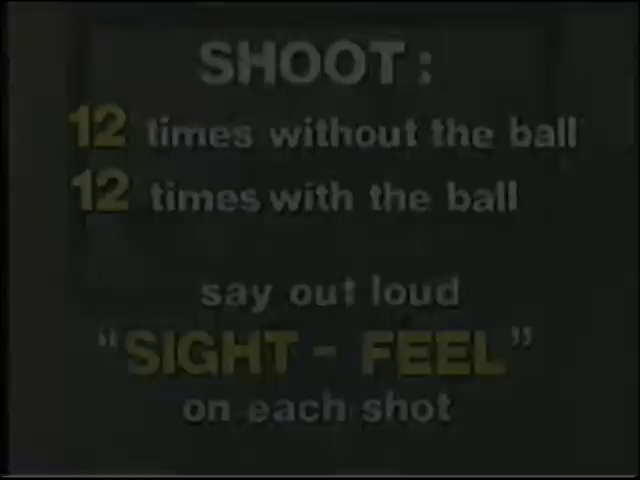 SHOOT:
12 times without the ball
12 times with the ball
say out loud
"SIGHT - FEEL"
on each shot